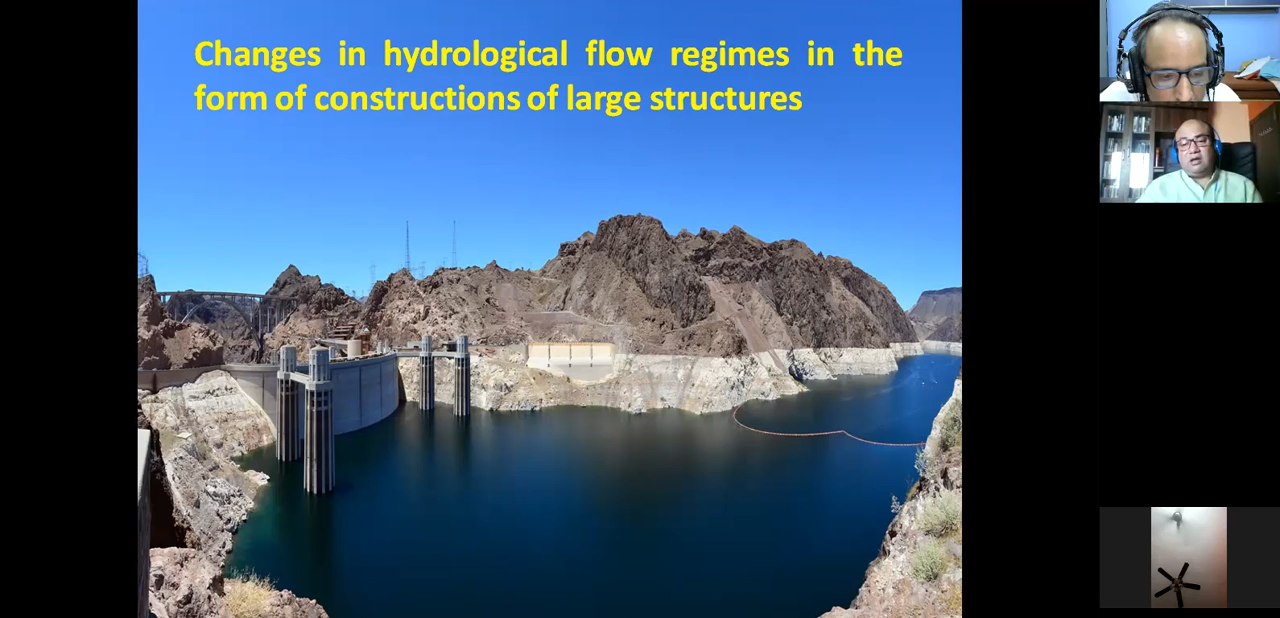 Changes in hydrological flow regimes in the
form of constructions of large structures